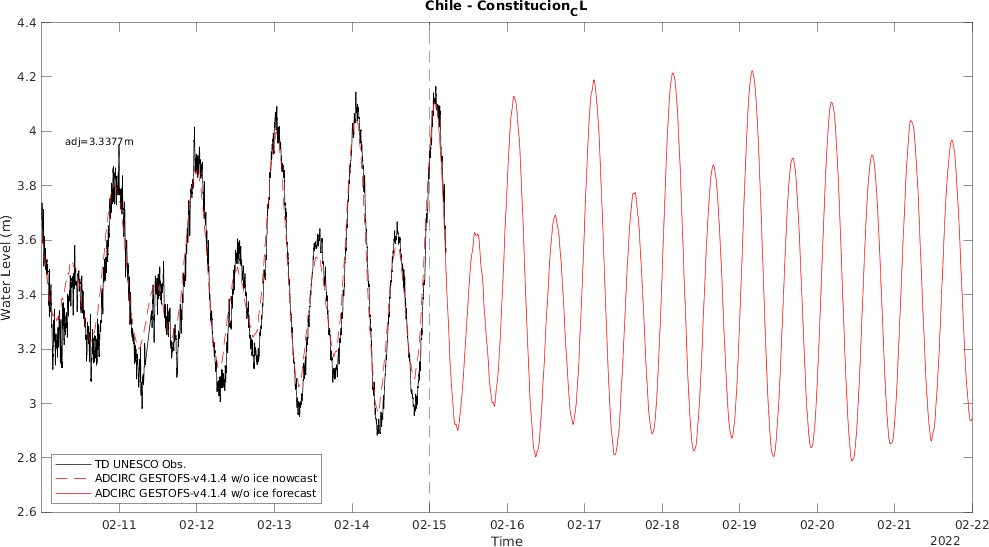 Chile - Constitucion_CL
4.4
4.2
4
3.8
3.6
3.4
3.2
3
2.8
2.6
Water Level (m)
adj=3.3377m
TD UNESCO Obs.
ADCIRC GESTOFS-v4.1.4 w/o ice nowcast
ADCIRC GESTOFS-v4.1.4 w/o ice forecast
02-11 02-12 02-13 02-14 02-15 02-16 02-17 02-18 02-19 02-20 02-21 02-22
Time
2022